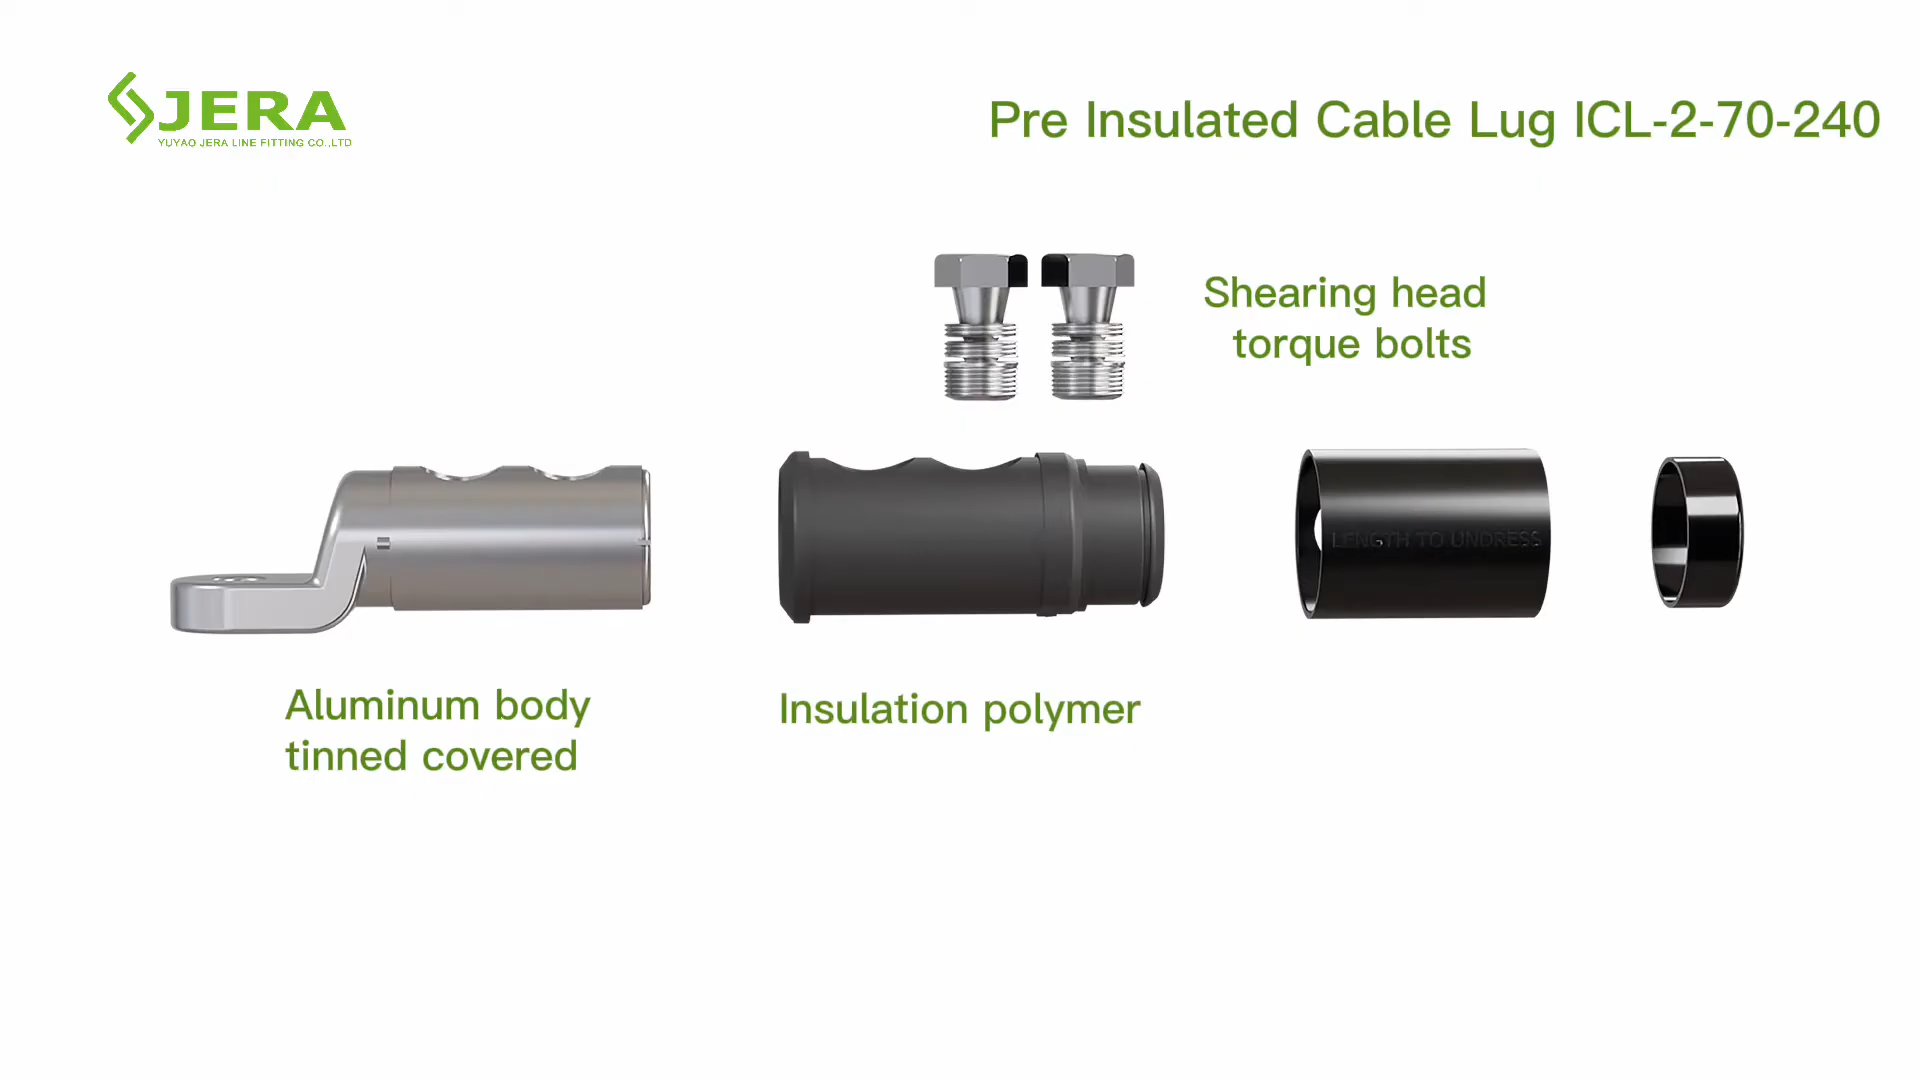 JERA
YUYAO JERA LINE FITTING CO.,LTD
Pre Insulated Cable Lug ICL-2-70-240
Shearing head
torque bolts
LENGTH TO UNDRESS
Aluminum body
tinned covered
Insulation polymer